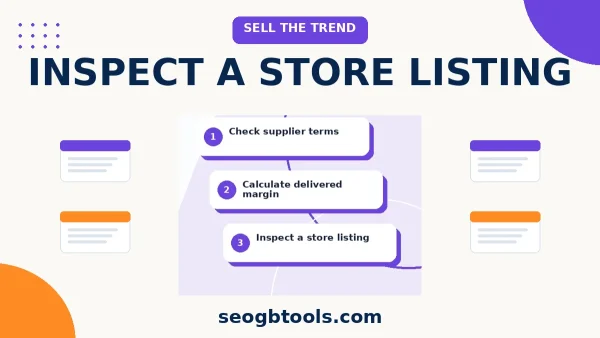 SELL THE TREND
INSPECT A STORE LISTING
1 Check supplier terms
2 Calculate delivered
margin
3 Inspect a store listing
seogbtools.com